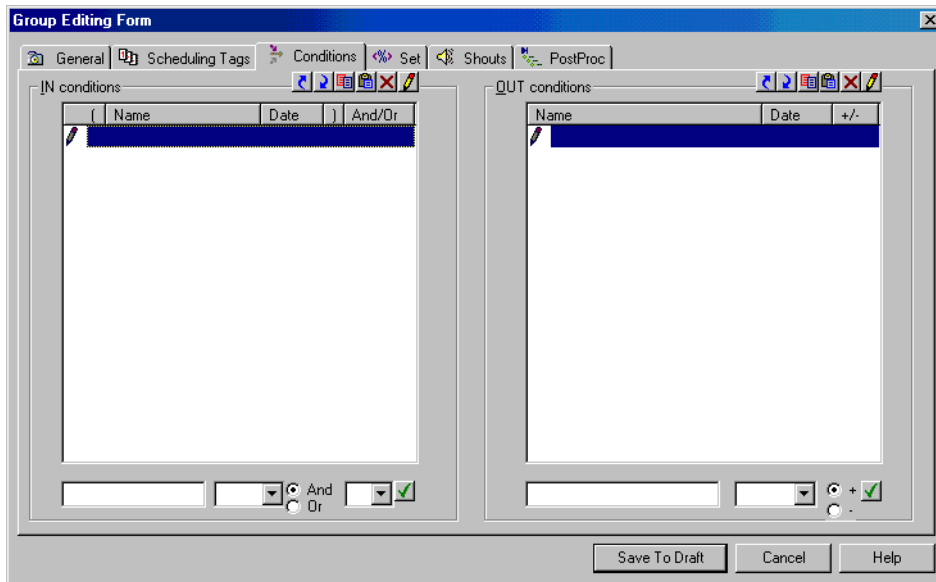 Group Editing Form
General Scheduling Tags Conditions Set Shouts PostProc
IN conditions
( Name Date ) And/Or
And
Or
OUT conditions
Name Date +/-
+
-
Save To Draft Cancel Help